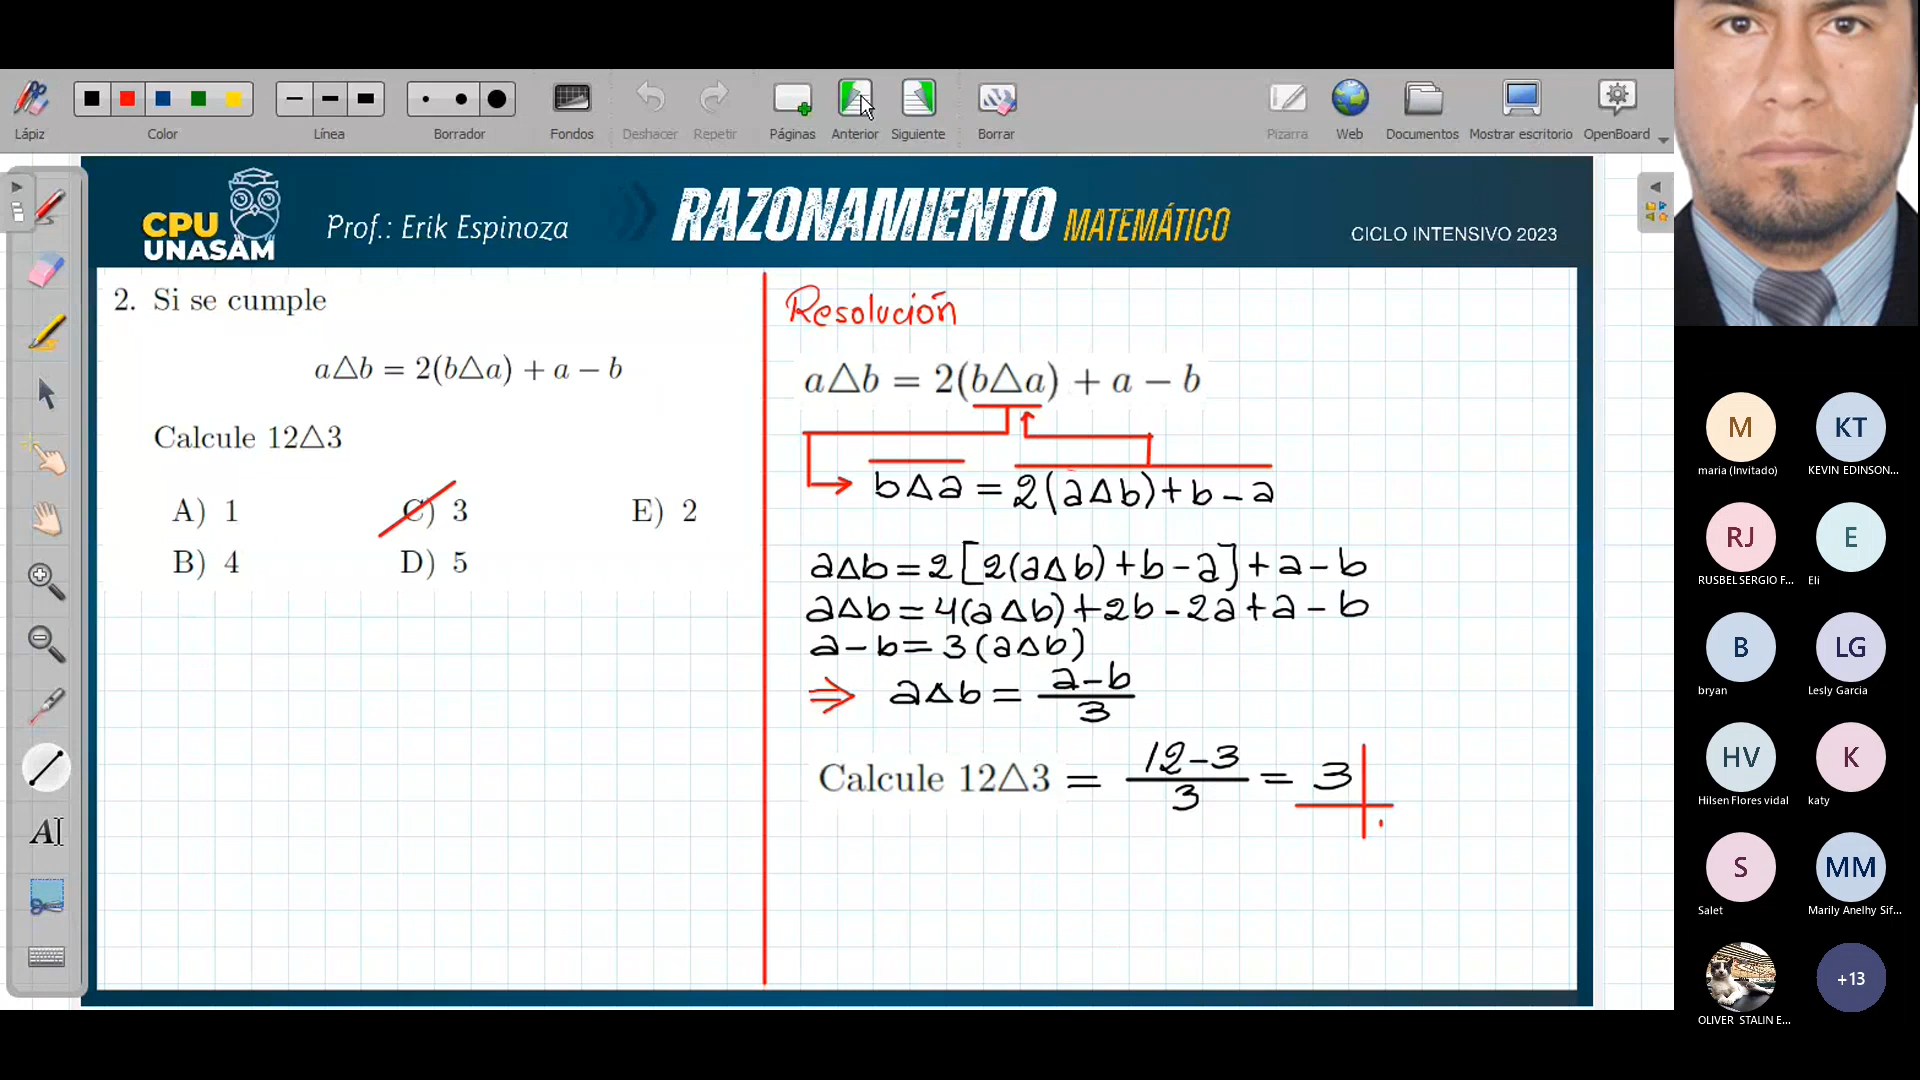 Lápiz
Color
Línea
Borrador
Fondos
Deshacer
Repetir
Páginas
Anterior
Siguiente
Borrar
Pizarra
Web
Documentos
Mostrar escritorio
OpenBoard
CPU
UNASAM
Prof.: Erik Espinoza
RAZONAMIENTO MATEMÁTICO
CICLO INTENSIVO 2023
2. Si se cumple
a△b = 2(b△a) + a − b
Calcule 12△3
A) 1
C) 3
E) 2
B) 4
D) 5
Resolución
a△b = 2(b△a) + a − b
b△a = 2(a△b) + b − a
a△b = 2[2(a△b) + b − a] + a − b
a△b = 4(a△b) + 2b − 2a + a − b
a − b = 3(a△b)
⇒ a△b = a−b
3
Calcule 12△3 = 12−3 = 3
3
A
M
KT
maria (Invitado)
KEVIN EDINSON...
RJ
E
RUSBEL SERGIO F...
Eli
B
LG
bryan
Lesly Garcia
HV
K
Hilsen Flores vidal
katy
S
MM
Salet
Marily Anelhy Sif...
+13
OLIVER STALIN E...